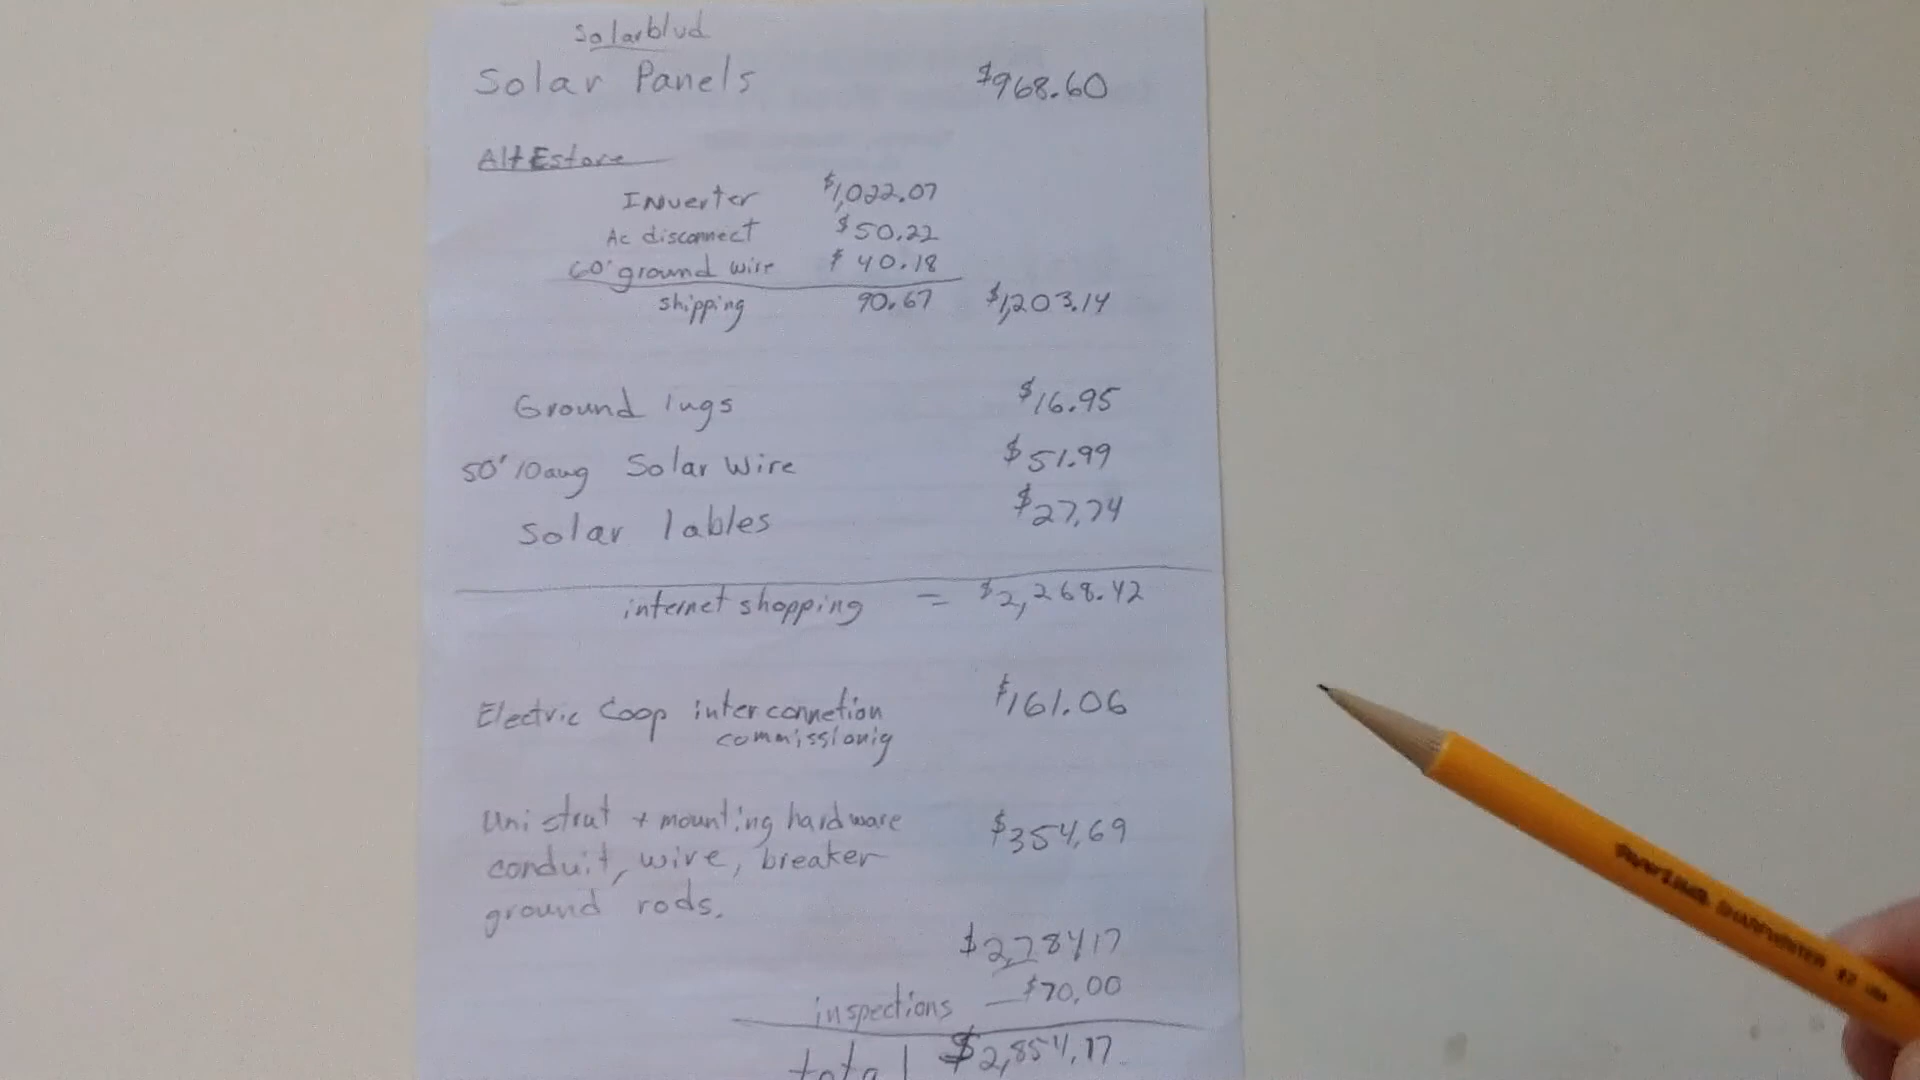 Solarblvd
Solar Panels $968.60
AltEstore
Inverter $1,022.07
Ac disconnect $50.22
60' ground wire $40.18
shipping 90.67 $1,203.14
Ground lugs $16.95
50' 10awg Solar Wire $51.99
Solar lables $27.74
internet shopping = $2,268.42
Electric Coop interconnetion $161.06
commissionig
Unistrut + mounting hardware $354.69
conduit, wire, breaker
ground rods.
$2,784.17
inspections $70.00
total $2,854.17